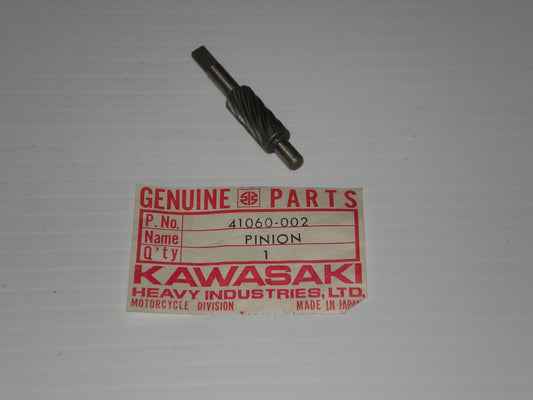 GENUINE PARTS
P. No. 41060-002
Name PINION
Q'ty 1
KAWASAKI
HEAVY INDUSTRIES, LTD.
MOTORCYCLE DIVISION MADE IN JAPAN